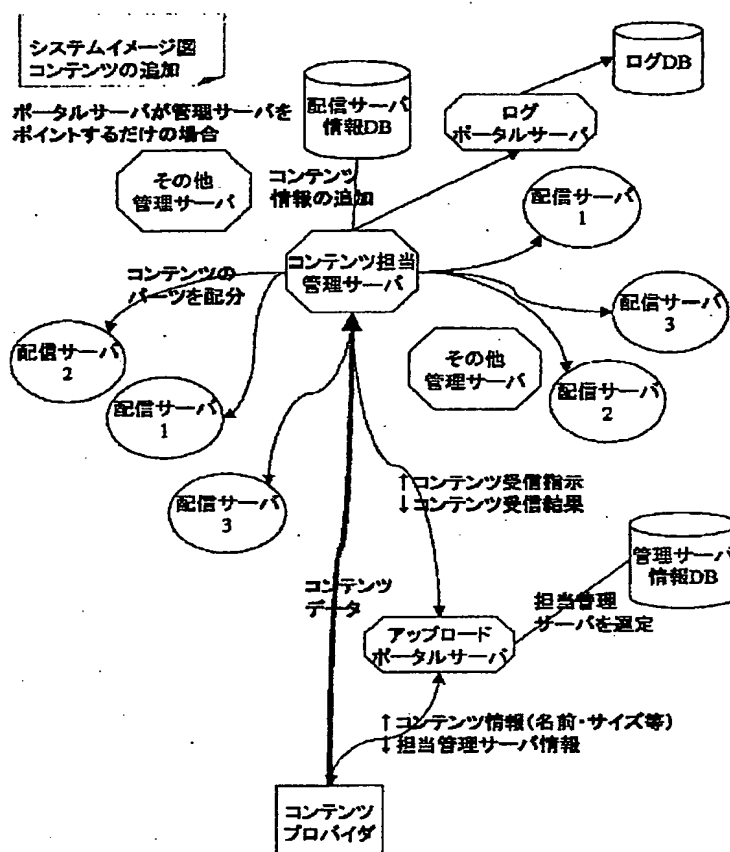 システムイメージ図
コンテンツの追加
ポータルサーバが管理サーバを
ポイントするだけの場合
配信サーバ
情報DB
ログ
ポータルサーバ
ログDB
その他
管理サーバ
コンテンツ
情報の追加
配信サーバ
1
コンテンツ担当
管理サーバ
コンテンツの
パーツを配分
配信サーバ
3
配信サーバ
2
その他
管理サーバ
配信サーバ
2
配信サーバ
1
配信サーバ
3
↑コンテンツ受信指示
↓コンテンツ受信結果
管理サーバ
情報DB
コンテンツ
データ
担当管理
サーバを選定
アップロード
ポータルサーバ
↑コンテンツ情報(名前・サイズ等)
↓担当管理サーバ情報
コンテンツ
プロバイダ